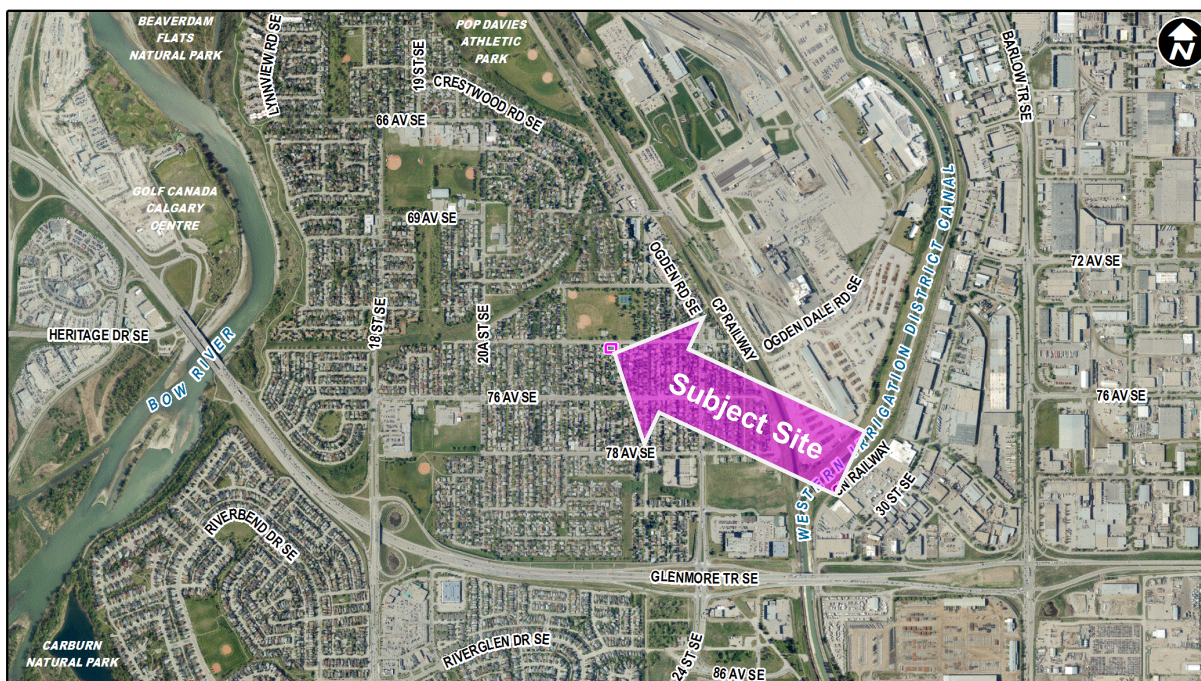 BEAVERDAM
FLATS
NATURAL PARK
LYNNVIEW RD SE
18 ST SE
POP DAVIES
ATHLETIC
PARK
CRESTWOOD RD SE
BARLOW TR SE
N
66 AV SE
GOLF CANADA
CALGARY
CENTRE
69 AV SE
OGDEN RD SE
CP RAILWAY
OGDEN DALE RD SE
WESTERN IRRIGATION DISTRICT CANAL
72 AV SE
HERITAGE DR SE
BOW RIVER
18 ST SE
20A ST SE
76 AV SE
Subject Site
76 AV SE
78 AV SE
CN RAILWAY
30 ST SE
RIVERBEND DR SE
GLENMORE TR SE
CARBURN
NATURAL PARK
RIVERGLEN DR SE
24 ST SE
86 AV SE